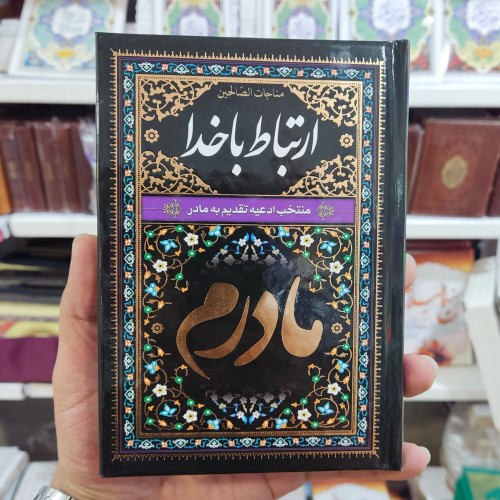 مناجات الصالحین
ارتباط با خدا
منتخب ادعیه تقدیم به مادر
مادرم